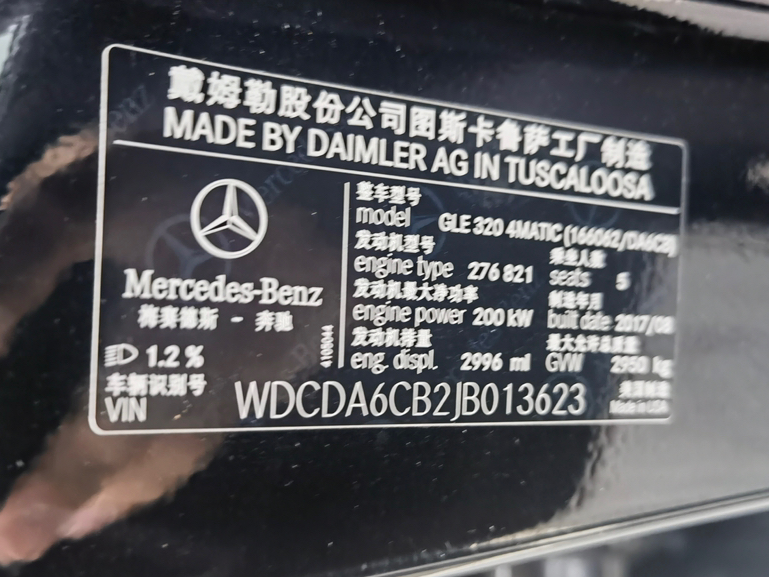 戴姆勒股份公司图斯卡鲁萨工厂制造
MADE BY DAIMLER AG IN TUSCALOOSA
Mercedes-Benz
梅赛德斯 - 奔驰
整车型号
model GLE 320 4MATIC (166062/DA6CB)
发动机型号 乘坐人数
engine type 276 821 seats 5
发动机最大净功率 制造年月
engine power 200 kW built date 2017/08
发动机排量 最大允许总质量
eng. displ. 2996 ml GVW 2950 kg
4105044
1.2 %
车辆识别号
VIN WDCDA6CB2JB013623
美国制造
Made in USA